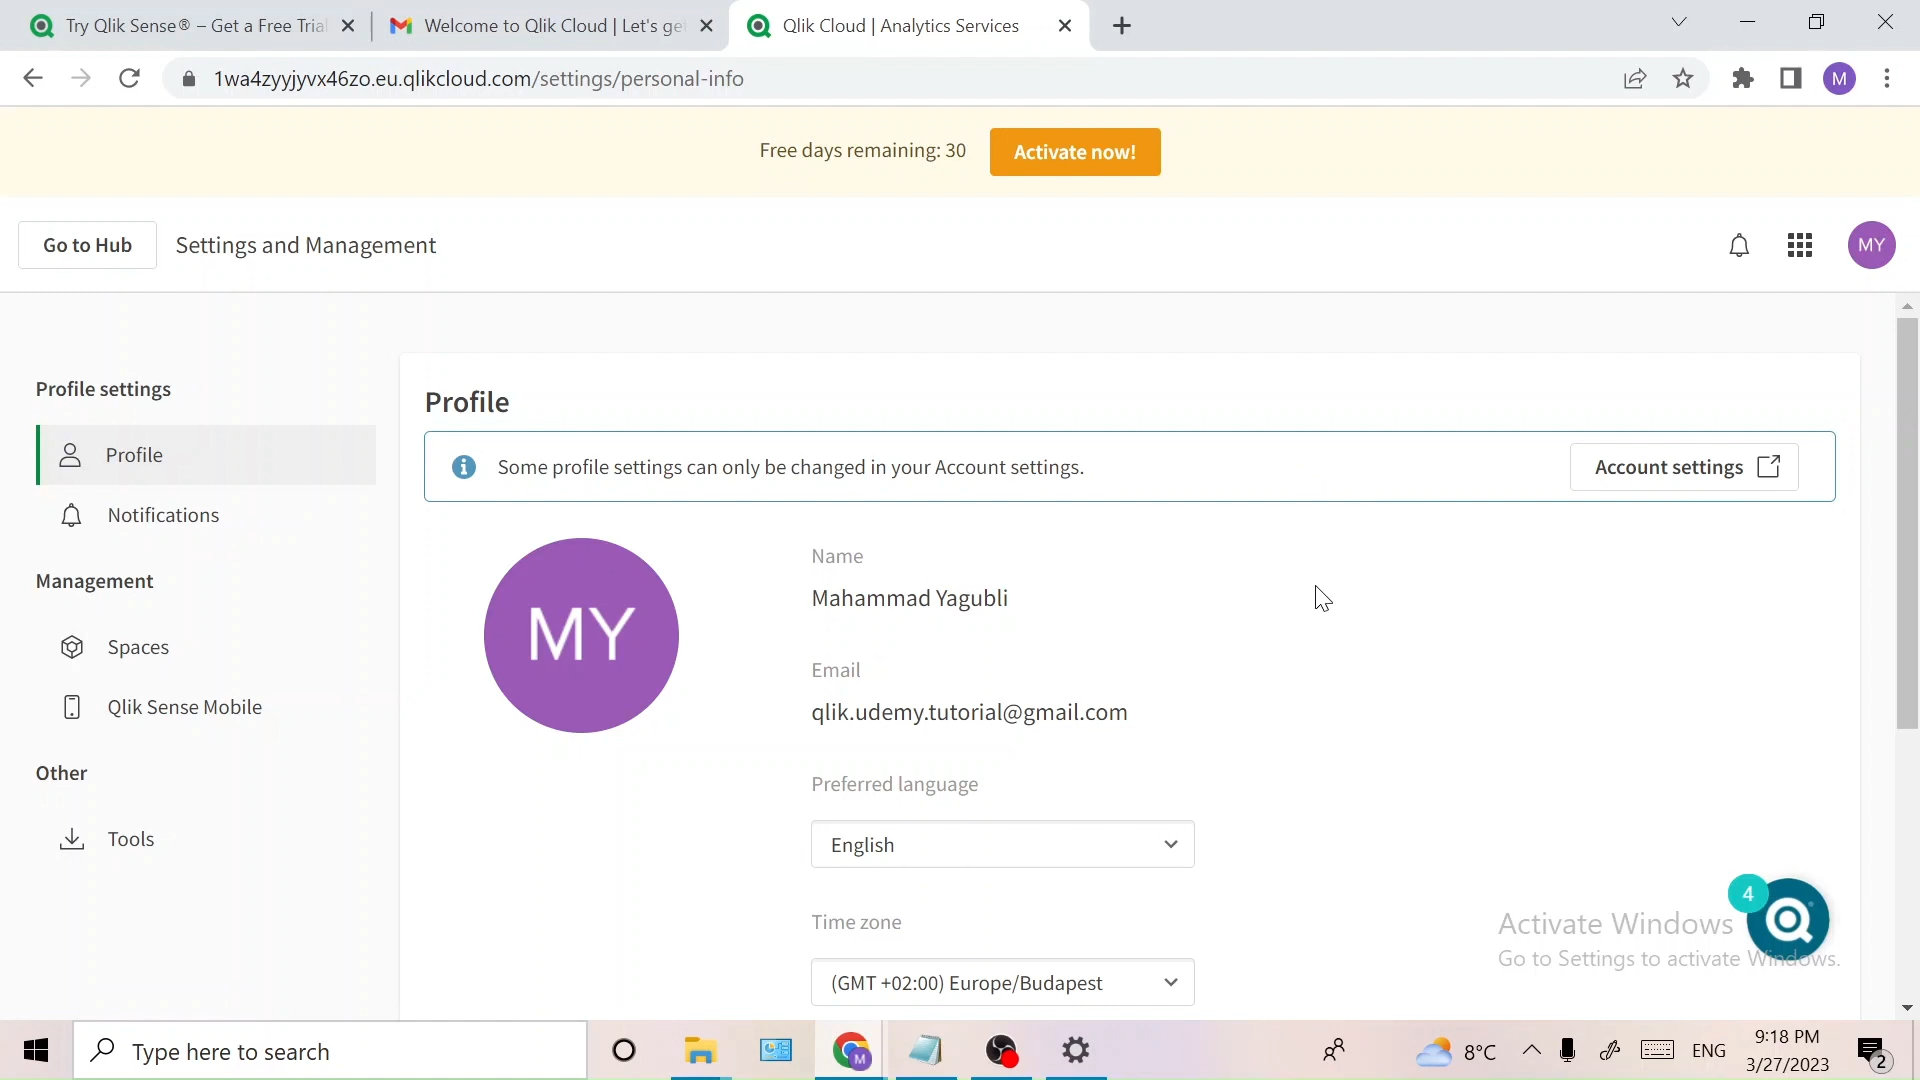 Try Qlik Sense® – Get a Free Trial
Welcome to Qlik Cloud | Let's ge
Qlik Cloud | Analytics Services
1wa4zyyjyvx46zo.eu.qlikcloud.com/settings/personal-info
M
Free days remaining: 30
Activate now!
Go to Hub
Settings and Management
MY
Profile settings
Profile
Notifications
Management
Spaces
Qlik Sense Mobile
Other
Tools
Profile
Some profile settings can only be changed in your Account settings.
Account settings
MY
Name
Mahammad Yagubli
Email
qlik.udemy.tutorial@gmail.com
Preferred language
English
Time zone
(GMT +02:00) Europe/Budapest
4
Activate Windows
Go to Settings to activate Windows.
Type here to search
M
8°C
ENG
9:18 PM
3/27/2023
2